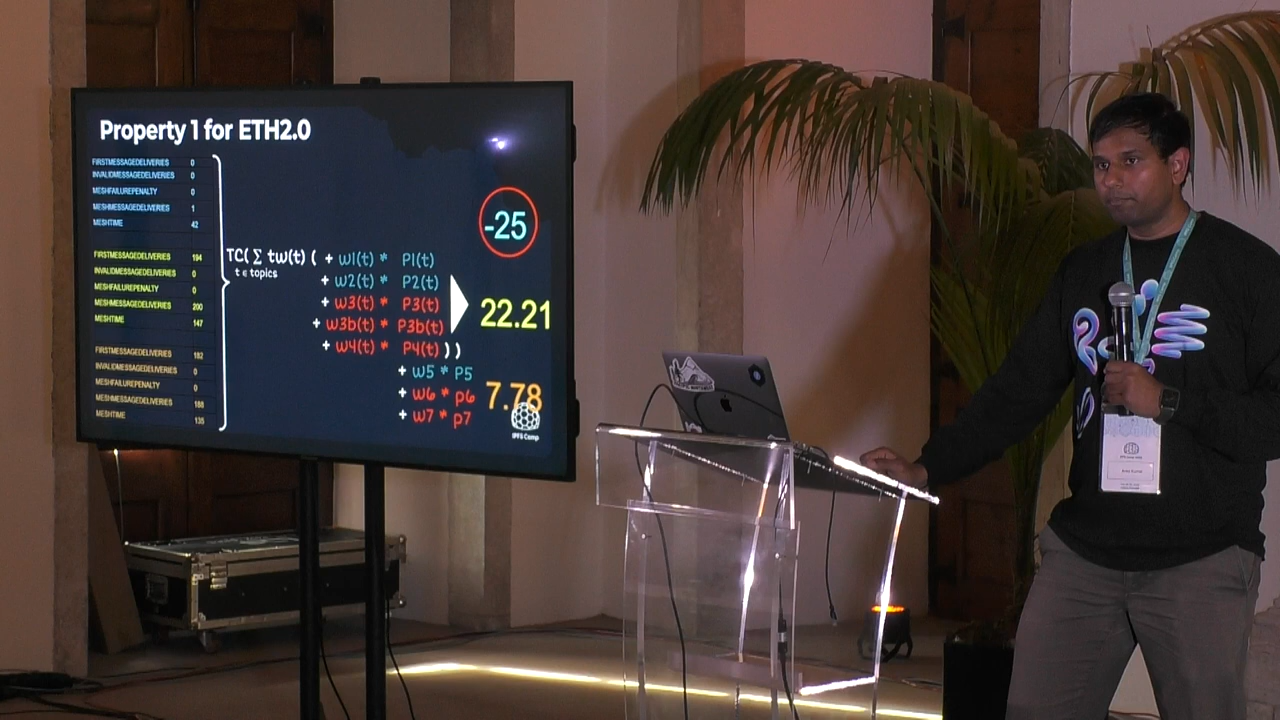 Property 1 for ETH2.0
FIRSTMESSAGEDELIVERIES 0
INVALIDMESSAGEDELIVERIES 0
MESHFAILUREPENALTY 0
MESHMESSAGEDELIVERIES 1
MESHTIME 42
FIRSTMESSAGEDELIVERIES 194
INVALIDMESSAGEDELIVERIES 0
MESHFAILUREPENALTY 0
MESHMESSAGEDELIVERIES 200
MESHTIME 147
FIRSTMESSAGEDELIVERIES 182
INVALIDMESSAGEDELIVERIES 0
MESHFAILUREPENALTY 0
MESHMESSAGEDELIVERIES 188
MESHTIME 135
TC( ∑ tw(t) ( + w1(t) * P1(t)
t ∈ topics
+ w2(t) * P2(t)
+ w3(t) * P3(t)
+ w3b(t) * P3b(t)
+ w4(t) * P4(t) ) )
+ w5 * P5
+ w6 * p6
+ w7 * p7
-25
22.21
7.78
IPFS Camp